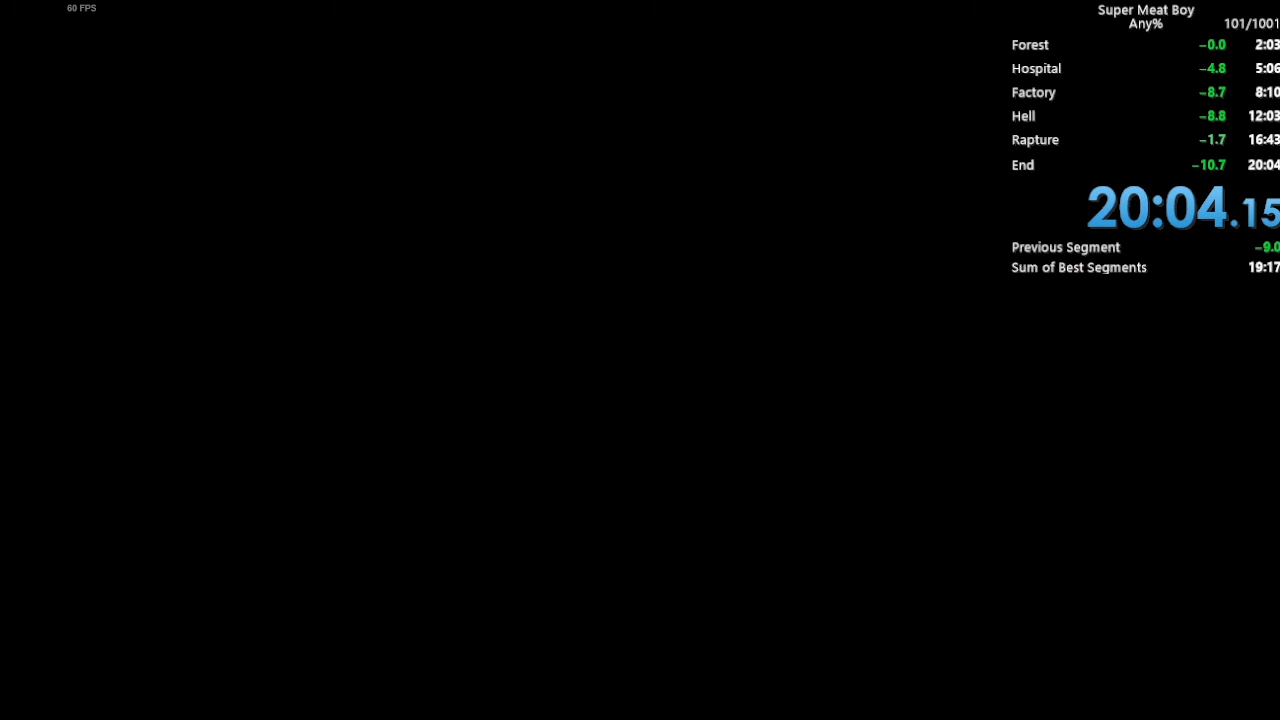 60 FPS
Super Meat Boy
Any% 101/1001
Forest −0.0 2:03
Hospital −4.8 5:06
Factory −8.7 8:10
Hell −8.8 12:03
Rapture −1.7 16:43
End −10.7 20:04
20:04.15
Previous Segment −9.0
Sum of Best Segments 19:17